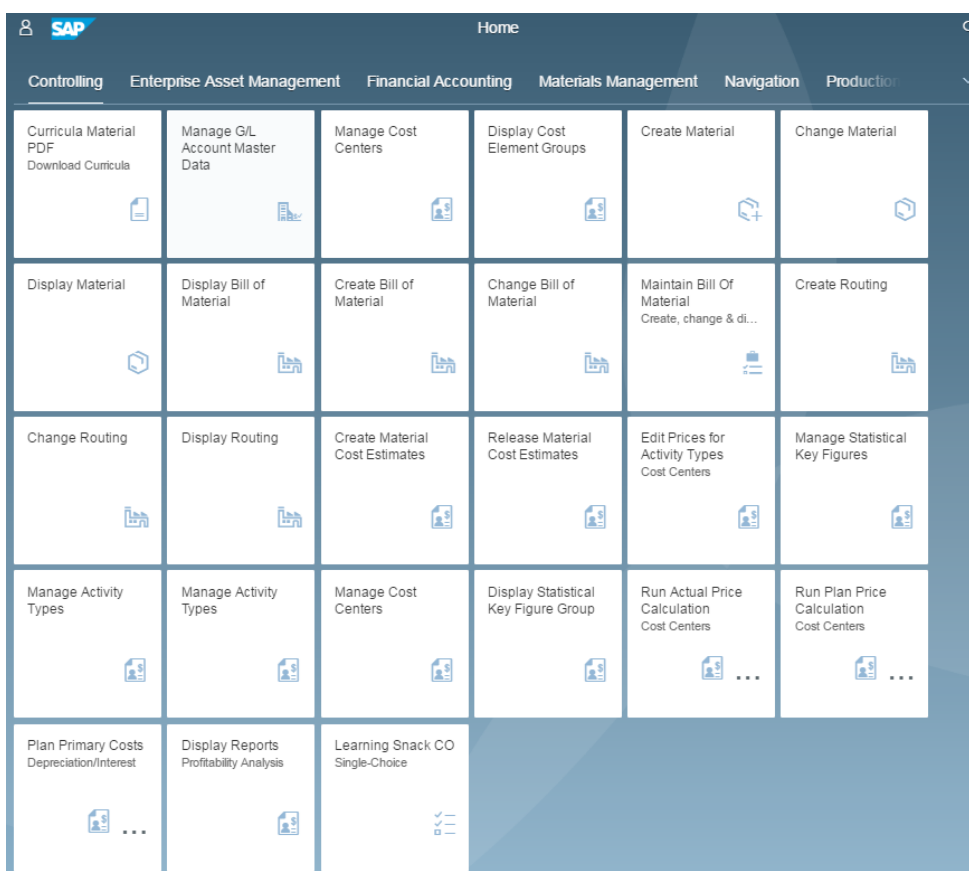 SAP
Home
Controlling
Enterprise Asset Management
Financial Accounting
Materials Management
Navigation
Production
Curricula Material
PDF
Download Curricula
Manage G/L
Account Master
Data
Manage Cost
Centers
Display Cost
Element Groups
Create Material
Change Material
Display Material
Display Bill of
Material
Create Bill of
Material
Change Bill of
Material
Maintain Bill Of
Material
Create, change & di...
Create Routing
Change Routing
Display Routing
Create Material
Cost Estimates
Release Material
Cost Estimates
Edit Prices for
Activity Types
Cost Centers
Manage Statistical
Key Figures
Manage Activity
Types
Manage Activity
Types
Manage Cost
Centers
Display Statistical
Key Figure Group
Run Actual Price
Calculation
Cost Centers
...
Run Plan Price
Calculation
Cost Centers
...
Plan Primary Costs
Depreciation/Interest
...
Display Reports
Profitability Analysis
Learning Snack CO
Single-Choice